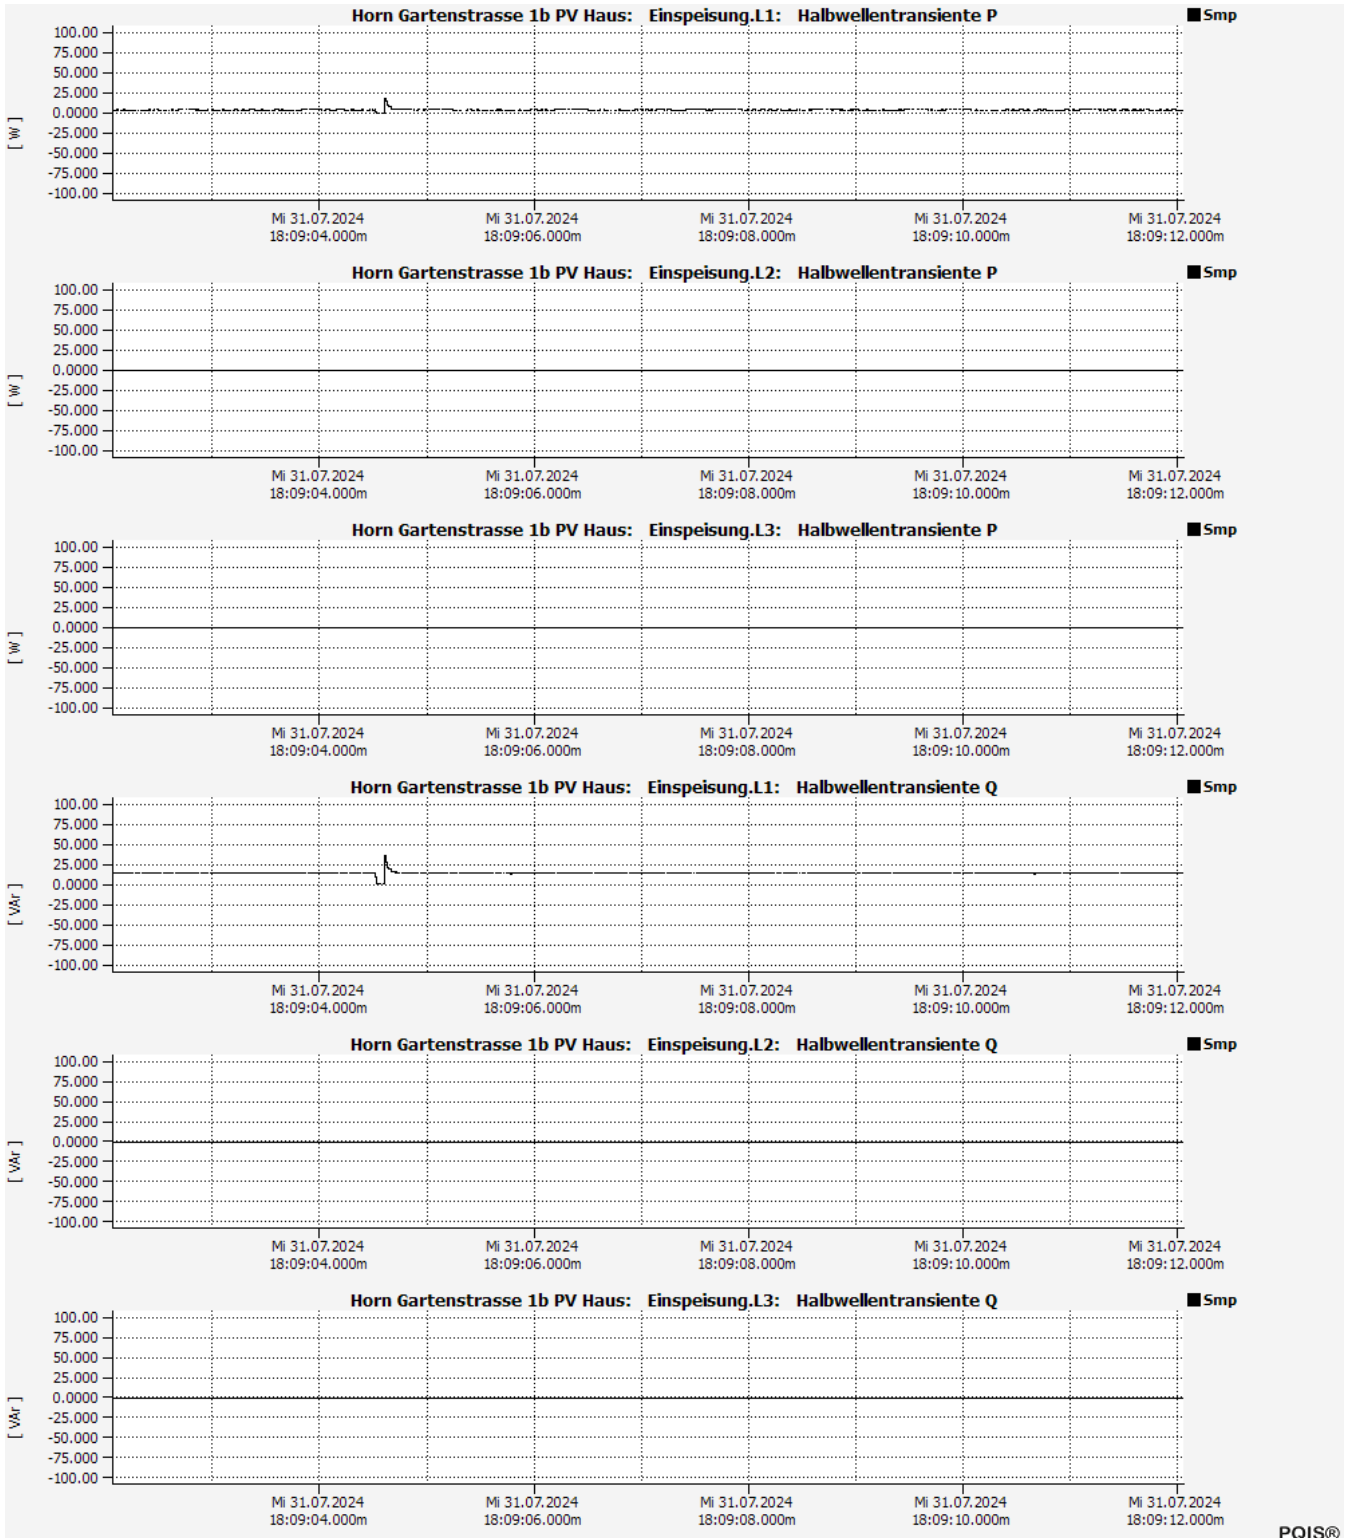 Horn Gartenstrasse 1b PV Haus: Einspeisung.L1: Halbwellentransiente P
Smp
100.00
75.000
50.000
25.000
0.0000
-25.000
-50.000
-75.000
-100.00
[ W ]
Mi 31.07.2024 Mi 31.07.2024 Mi 31.07.2024 Mi 31.07.2024 Mi 31.07.2024
18:09:04.000m 18:09:06.000m 18:09:08.000m 18:09:10.000m 18:09:12.000m
Horn Gartenstrasse 1b PV Haus: Einspeisung.L2: Halbwellentransiente P
Smp
100.00
75.000
50.000
25.000
0.0000
-25.000
-50.000
-75.000
-100.00
[ W ]
Mi 31.07.2024 Mi 31.07.2024 Mi 31.07.2024 Mi 31.07.2024 Mi 31.07.2024
18:09:04.000m 18:09:06.000m 18:09:08.000m 18:09:10.000m 18:09:12.000m
Horn Gartenstrasse 1b PV Haus: Einspeisung.L3: Halbwellentransiente P
Smp
100.00
75.000
50.000
25.000
0.0000
-25.000
-50.000
-75.000
-100.00
[ W ]
Mi 31.07.2024 Mi 31.07.2024 Mi 31.07.2024 Mi 31.07.2024 Mi 31.07.2024
18:09:04.000m 18:09:06.000m 18:09:08.000m 18:09:10.000m 18:09:12.000m
Horn Gartenstrasse 1b PV Haus: Einspeisung.L1: Halbwellentransiente Q
Smp
100.00
75.000
50.000
25.000
0.0000
-25.000
-50.000
-75.000
-100.00
[ VAr ]
Mi 31.07.2024 Mi 31.07.2024 Mi 31.07.2024 Mi 31.07.2024 Mi 31.07.2024
18:09:04.000m 18:09:06.000m 18:09:08.000m 18:09:10.000m 18:09:12.000m
Horn Gartenstrasse 1b PV Haus: Einspeisung.L2: Halbwellentransiente Q
Smp
100.00
75.000
50.000
25.000
0.0000
-25.000
-50.000
-75.000
-100.00
[ VAr ]
Mi 31.07.2024 Mi 31.07.2024 Mi 31.07.2024 Mi 31.07.2024 Mi 31.07.2024
18:09:04.000m 18:09:06.000m 18:09:08.000m 18:09:10.000m 18:09:12.000m
Horn Gartenstrasse 1b PV Haus: Einspeisung.L3: Halbwellentransiente Q
Smp
100.00
75.000
50.000
25.000
0.0000
-25.000
-50.000
-75.000
-100.00
[ VAr ]
Mi 31.07.2024 Mi 31.07.2024 Mi 31.07.2024 Mi 31.07.2024 Mi 31.07.2024
18:09:04.000m 18:09:06.000m 18:09:08.000m 18:09:10.000m 18:09:12.000m
PQIS®